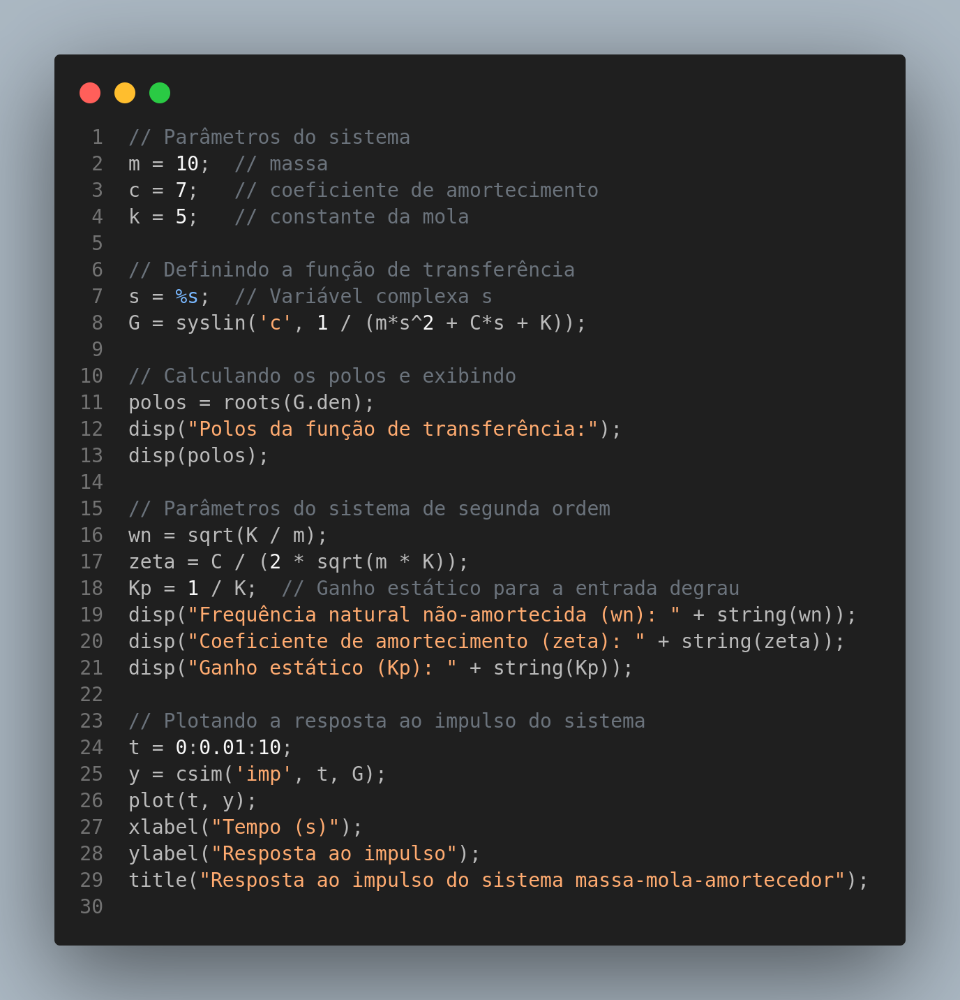 1 // Parâmetros do sistema
2 m = 10;  // massa
3 c = 7;   // coeficiente de amortecimento
4 k = 5;   // constante da mola
5
6 // Definindo a função de transferência
7 s = %s;  // Variável complexa s
8 G = syslin('c', 1 / (m*s^2 + C*s + K));
9
10 // Calculando os polos e exibindo
11 polos = roots(G.den);
12 disp("Polos da função de transferência:");
13 disp(polos);
14
15 // Parâmetros do sistema de segunda ordem
16 wn = sqrt(K / m);
17 zeta = C / (2 * sqrt(m * K));
18 Kp = 1 / K;  // Ganho estático para a entrada degrau
19 disp("Frequência natural não-amortecida (wn): " + string(wn));
20 disp("Coeficiente de amortecimento (zeta): " + string(zeta));
21 disp("Ganho estático (Kp): " + string(Kp));
22
23 // Plotando a resposta ao impulso do sistema
24 t = 0:0.01:10;
25 y = csim('imp', t, G);
26 plot(t, y);
27 xlabel("Tempo (s)");
28 ylabel("Resposta ao impulso");
29 title("Resposta ao impulso do sistema massa-mola-amortecedor");
30